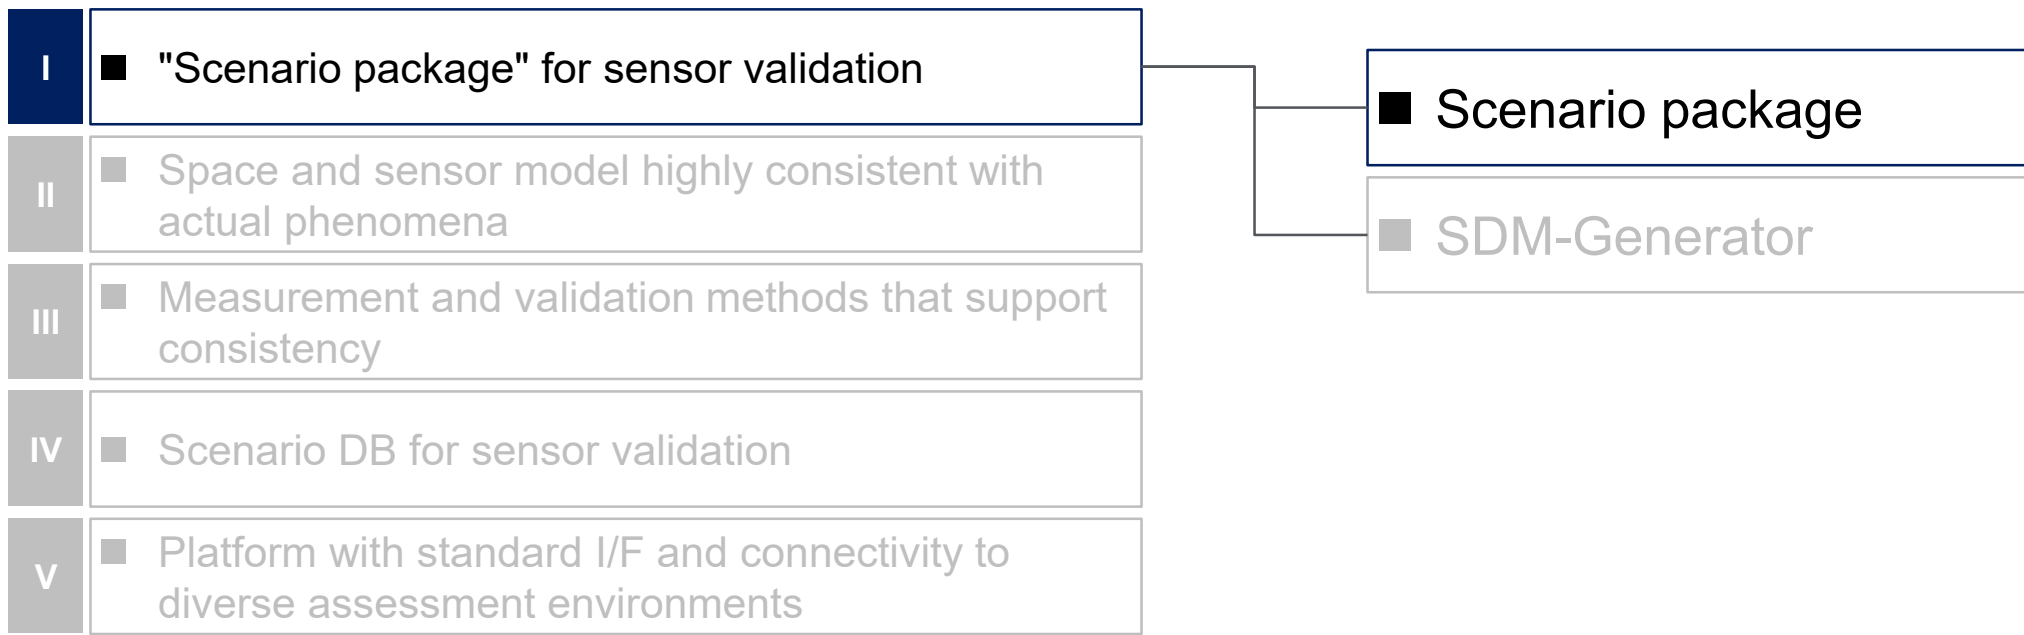 I
■ "Scenario package" for sensor validation
II
■ Space and sensor model highly consistent with
actual phenomena
III
■ Measurement and validation methods that support
consistency
IV
■ Scenario DB for sensor validation
V
■ Platform with standard I/F and connectivity to
diverse assessment environments
■ Scenario package
■ SDM-Generator